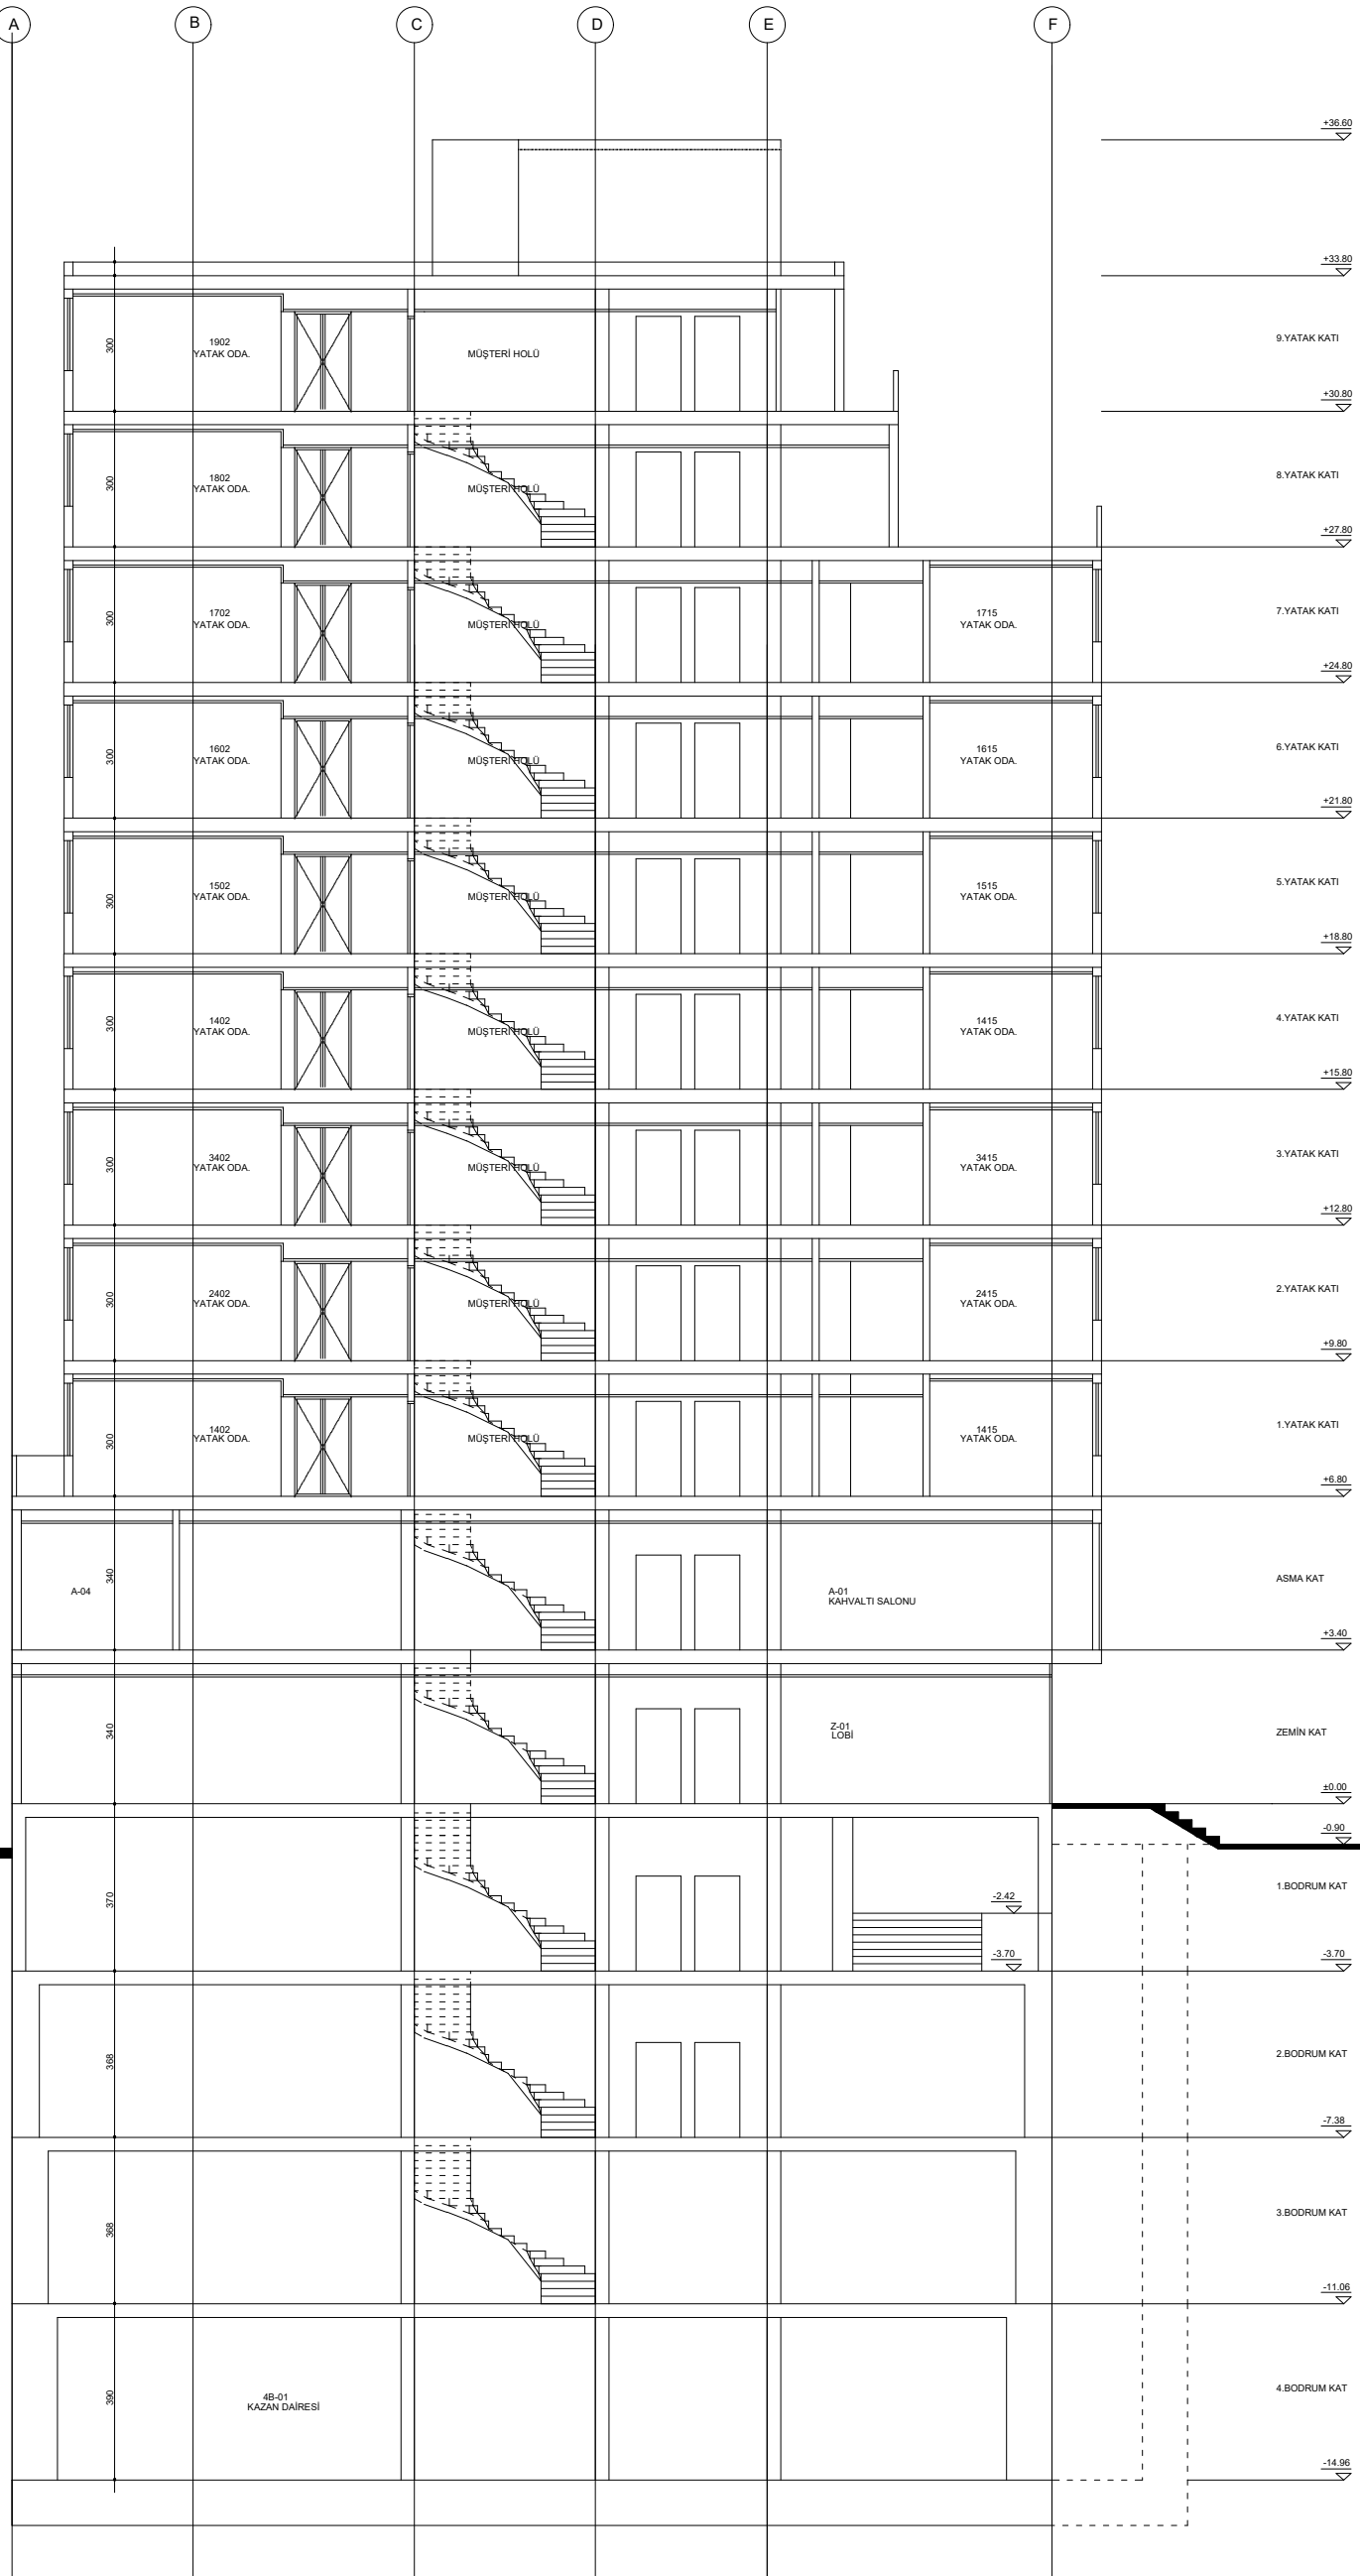 A
B
C
D
E
F
+36.60
+33.80
300
1902
YATAK ODA.
MÜŞTERİ HOLÜ
9.YATAK KATI
+30.80
300
1802
YATAK ODA.
MÜŞTERİ HOLÜ
8.YATAK KATI
+27.80
300
1702
YATAK ODA.
MÜŞTERİ HOLÜ
1715
YATAK ODA.
7.YATAK KATI
+24.80
300
1602
YATAK ODA.
MÜŞTERİ HOLÜ
1615
YATAK ODA.
6.YATAK KATI
+21.80
300
1502
YATAK ODA.
MÜŞTERİ HOLÜ
1515
YATAK ODA.
5.YATAK KATI
+18.80
300
1402
YATAK ODA.
MÜŞTERİ HOLÜ
1415
YATAK ODA.
4.YATAK KATI
+15.80
300
3402
YATAK ODA.
MÜŞTERİ HOLÜ
3415
YATAK ODA.
3.YATAK KATI
+12.80
300
2402
YATAK ODA.
MÜŞTERİ HOLÜ
2415
YATAK ODA.
2.YATAK KATI
+9.80
300
1402
YATAK ODA.
MÜŞTERİ HOLÜ
1415
YATAK ODA.
1.YATAK KATI
+6.80
A-04
340
A-01
KAHVALTI SALONU
ASMA KAT
+3.40
340
Z-01
LOBİ
ZEMİN KAT
±0.00
-0.90
370
-2.42
-3.70
1.BODRUM KAT
-3.70
368
2.BODRUM KAT
-7.38
368
3.BODRUM KAT
-11.06
390
4B-01
KAZAN DAİRESİ
4.BODRUM KAT
-14.96